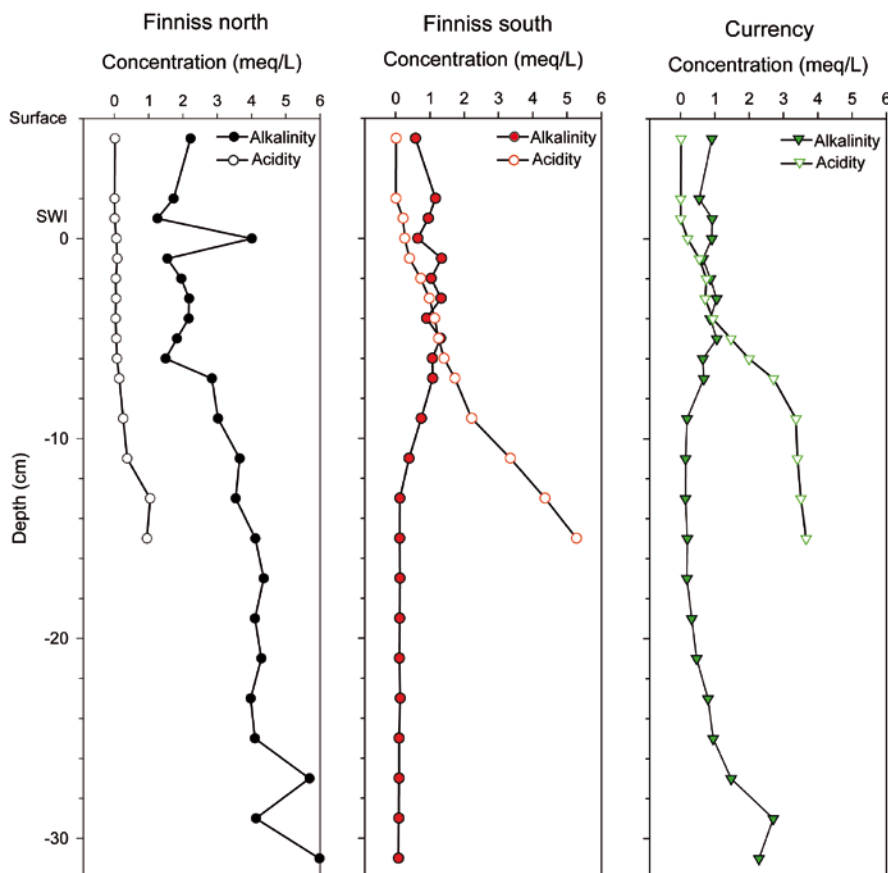 Finniss north
Concentration (meq/L)
0 1 2 3 4 5 6
Surface
Alkalinity
Acidity
SWI
0
-10
-20
-30
Depth (cm)
Finniss south
Concentration (meq/L)
0 1 2 3 4 5 6
Alkalinity
Acidity
Currency
Concentration (meq/L)
0 1 2 3 4 5 6
Alkalinity
Acidity